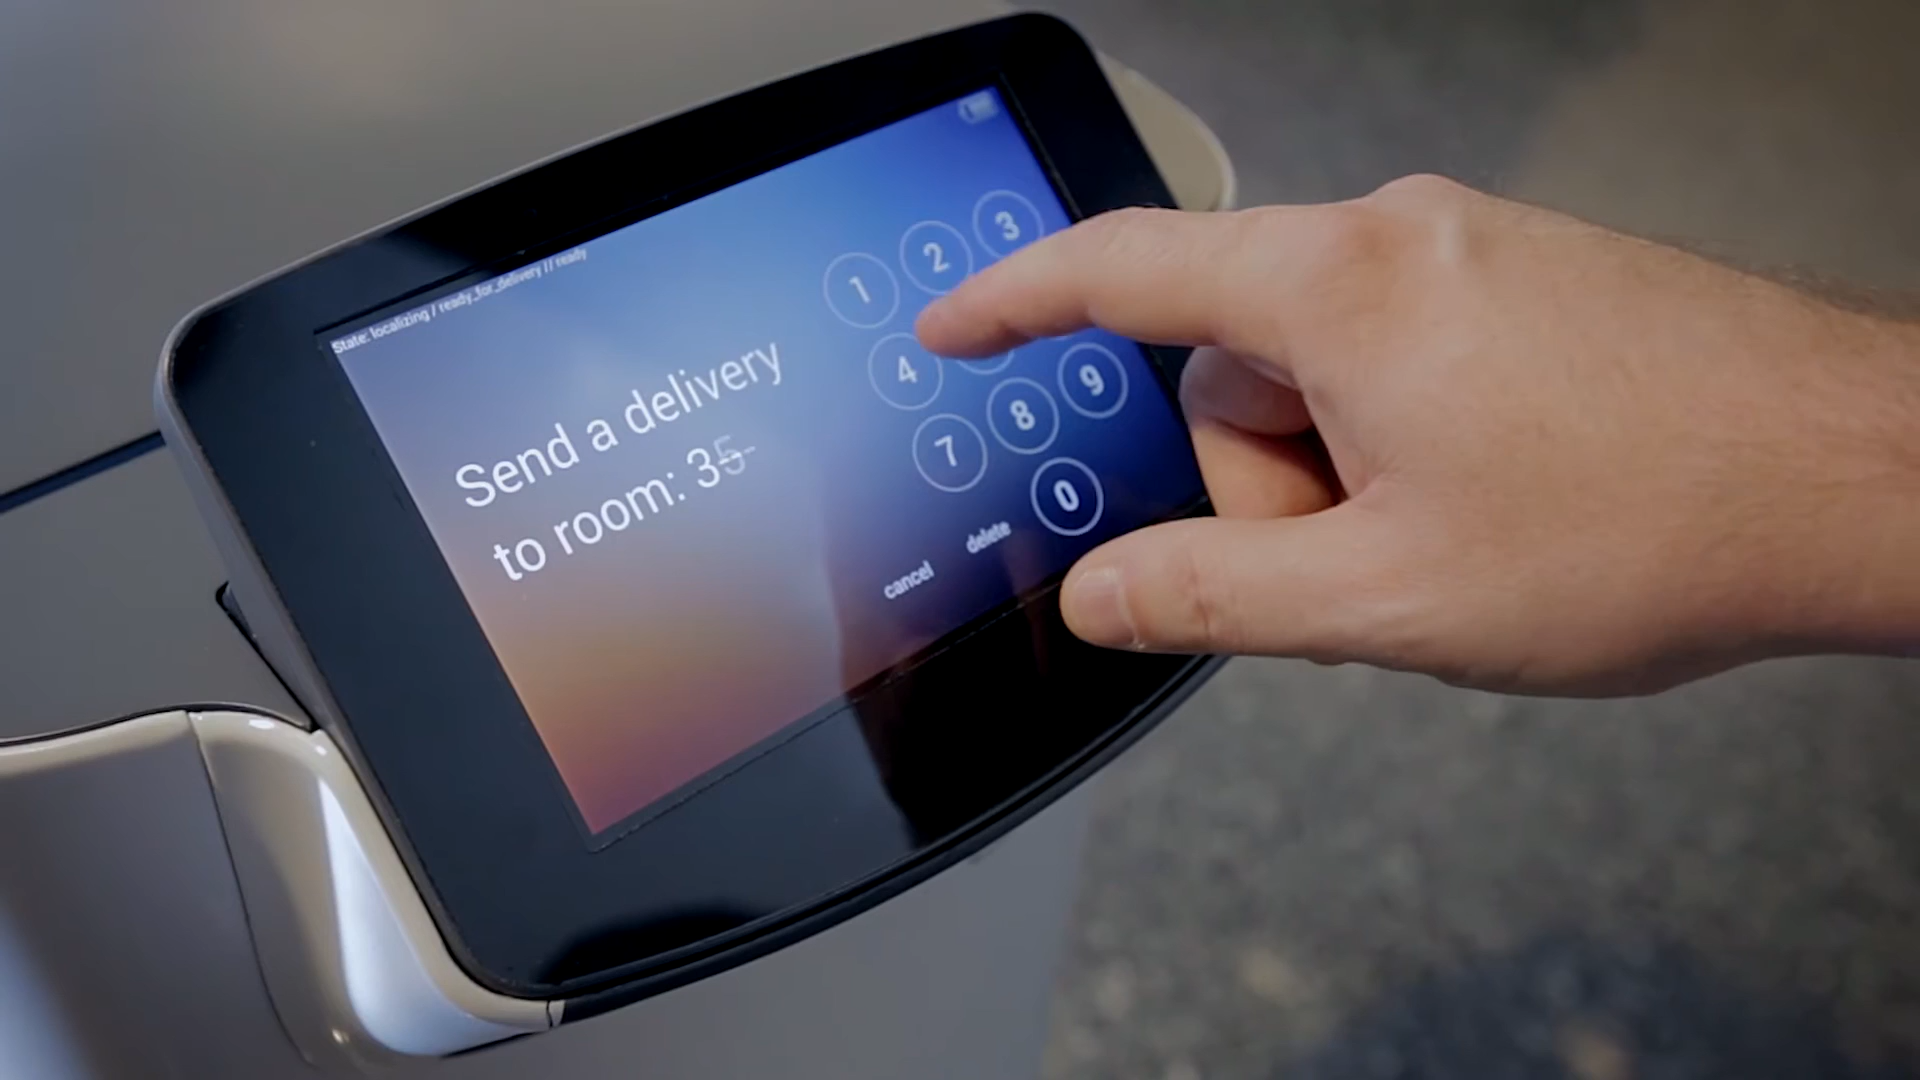 State: localizing / ready_for_delivery // ready
Send a delivery
to room: 35-
1 2 3
4
7 8 9
0
cancel delete